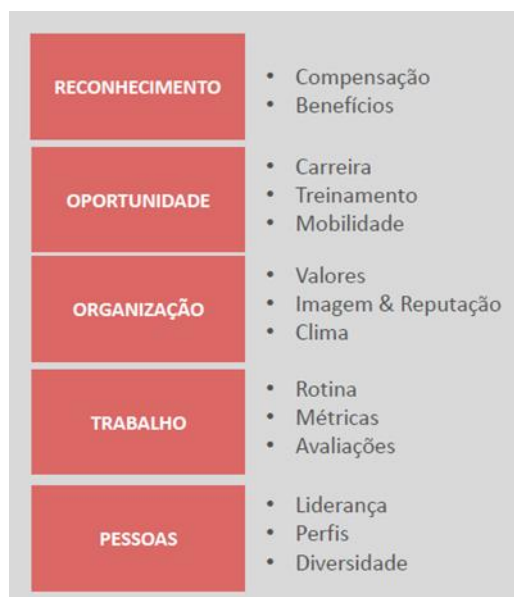 RECONHECIMENTO
• Compensação
• Benefícios
OPORTUNIDADE
• Carreira
• Treinamento
• Mobilidade
ORGANIZAÇÃO
• Valores
• Imagem & Reputação
• Clima
TRABALHO
• Rotina
• Métricas
• Avaliações
PESSOAS
• Liderança
• Perfis
• Diversidade